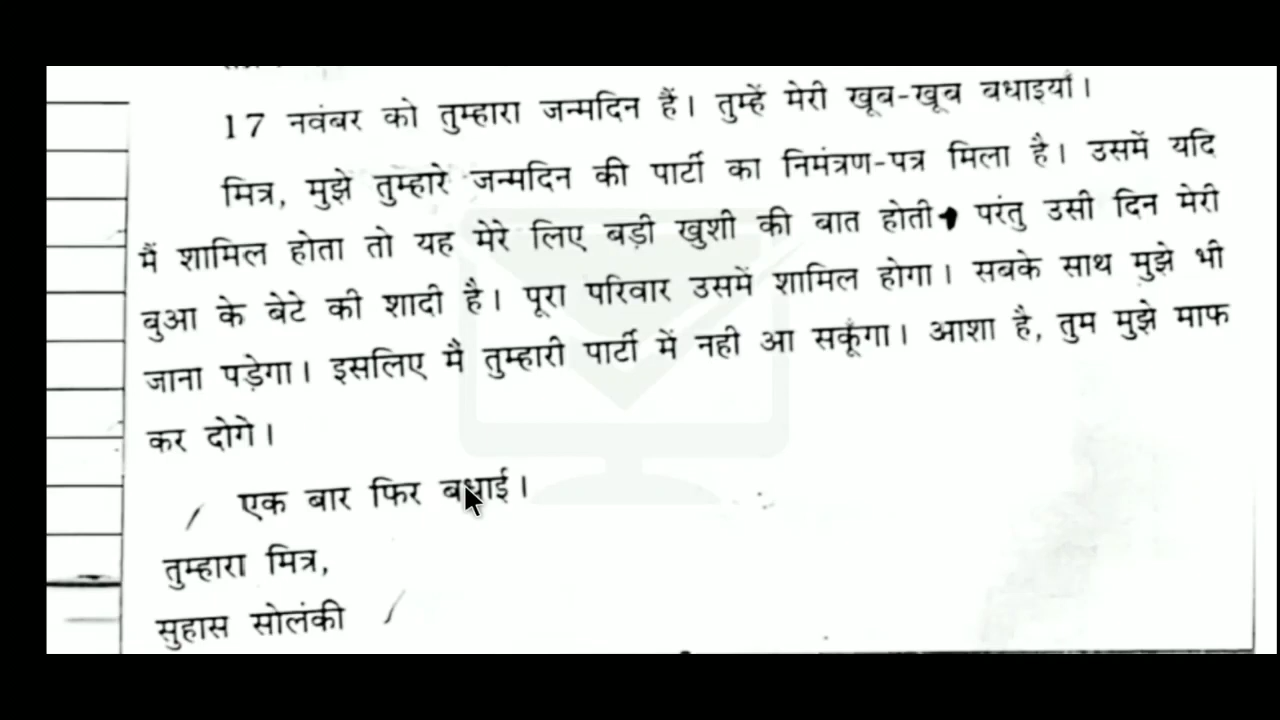 17 नवंबर को तुम्हारा जन्मदिन हैं। तुम्हें मेरी खूब-खूब बधाइयाँ।
मित्र, मुझे तुम्हारे जन्मदिन की पार्टी का निमंत्रण-पत्र मिला है। उसमें यदि
मैं शामिल होता तो यह मेरे लिए बड़ी खुशी की बात होती। परंतु उसी दिन मेरी
बुआ के बेटे की शादी है। पूरा परिवार उसमें शामिल होगा। सबके साथ मुझे भी
जाना पड़ेगा। इसलिए मै तुम्हारी पार्टी में नही आ सकूँगा। आशा है, तुम मुझे माफ
कर दोगे।
एक बार फिर बधाई।
तुम्हारा मित्र,
सुहास सोलंकी